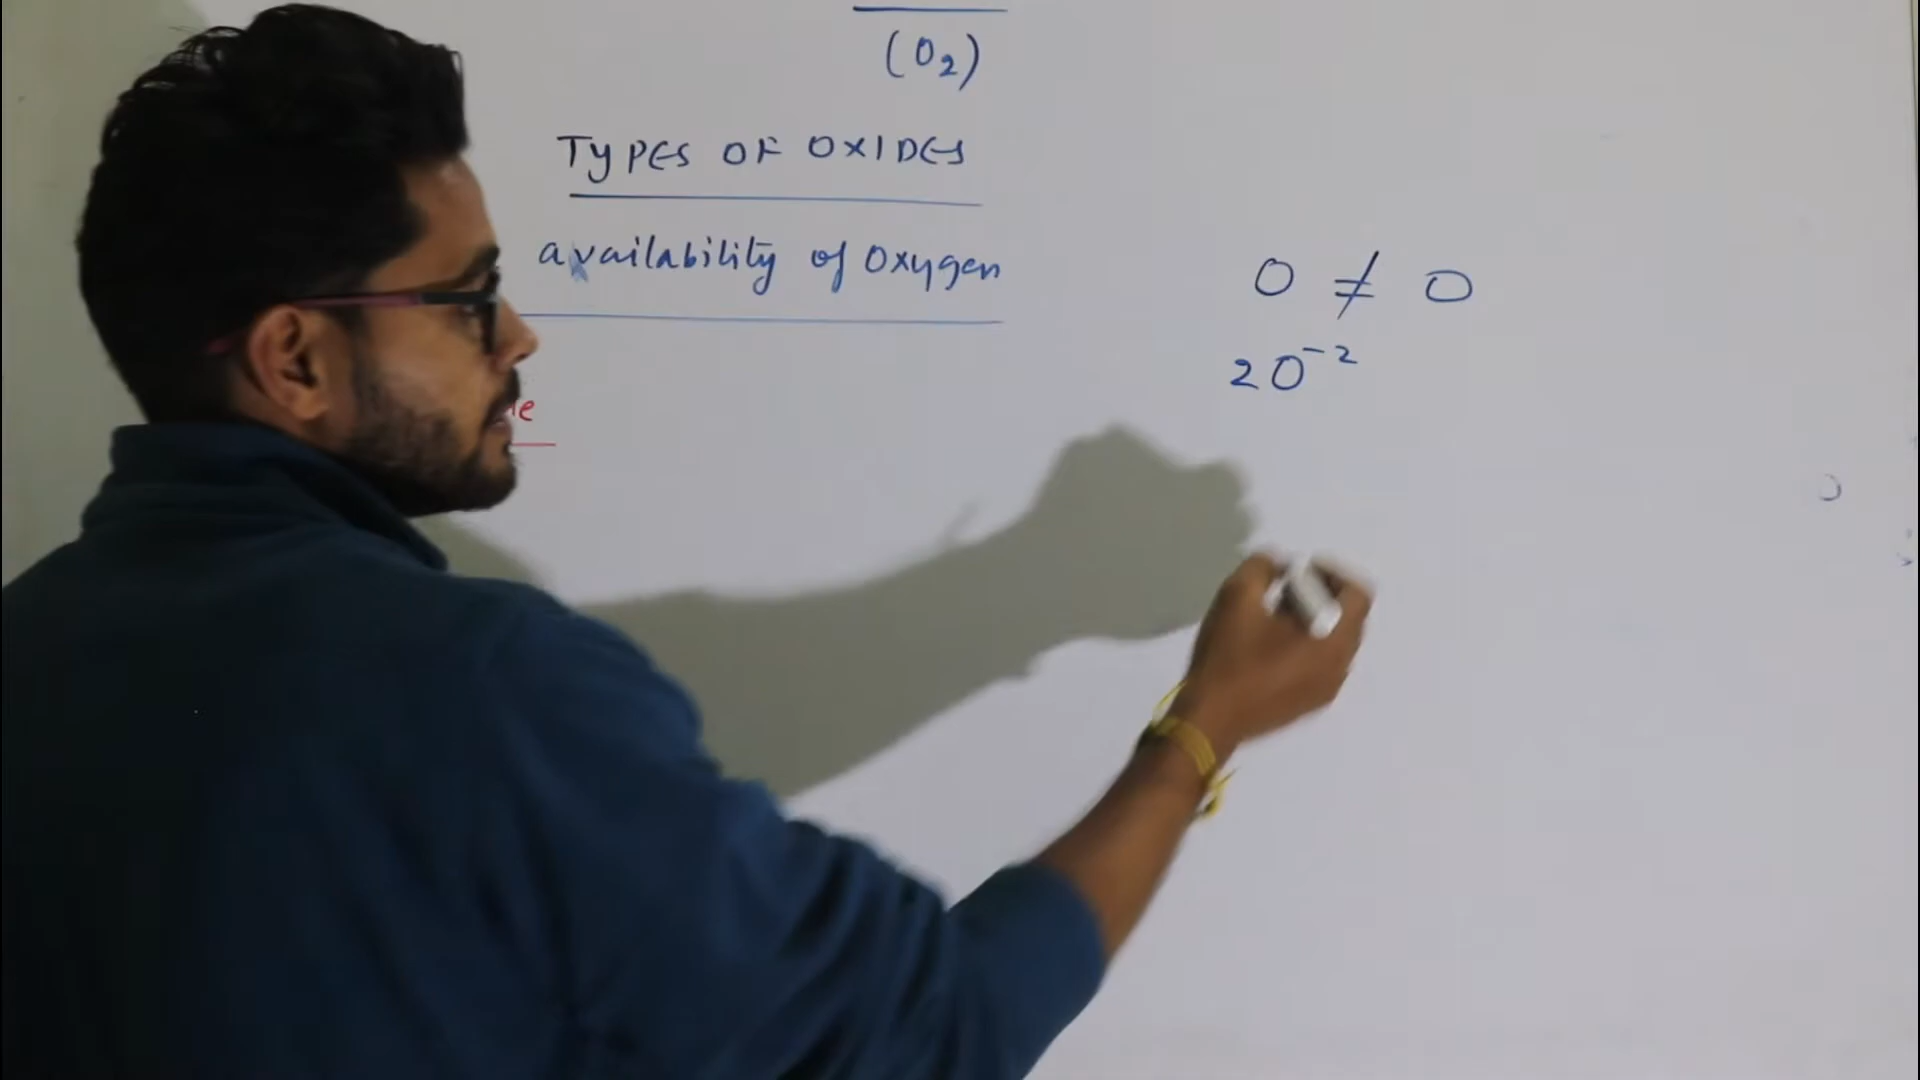 (O2)
TYPES OF OXIDES
availability of Oxygen
O ≠ O
2O⁻²